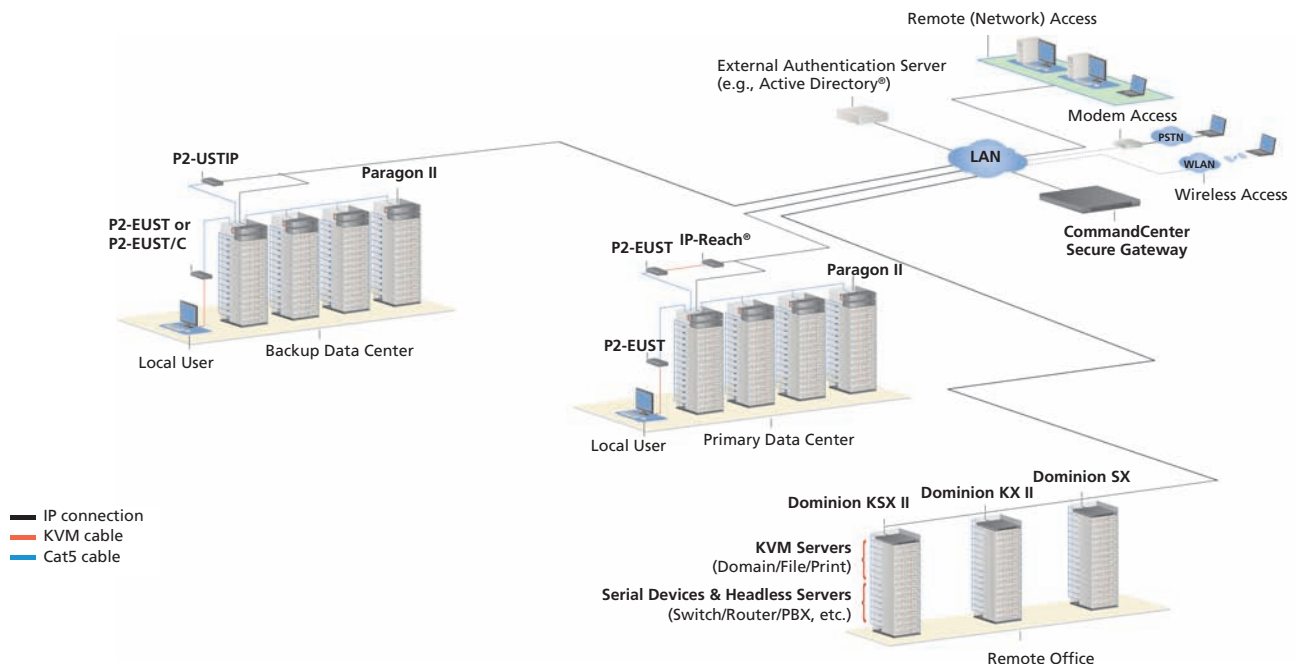 Remote (Network) Access
External Authentication Server
(e.g., Active Directory®)
Modem Access
PSTN
LAN
WLAN
Wireless Access
CommandCenter
Secure Gateway
P2-USTIP
Paragon II
P2-EUST or
P2-EUST/C
Local User
Backup Data Center
IP-Reach®
P2-EUST
Paragon II
P2-EUST
Local User
Primary Data Center
Dominion KSX II
Dominion KX II
Dominion SX
KVM Servers
(Domain/File/Print)
Serial Devices & Headless Servers
(Switch/Router/PBX, etc.)
Remote Office
IP connection
KVM cable
Cat5 cable